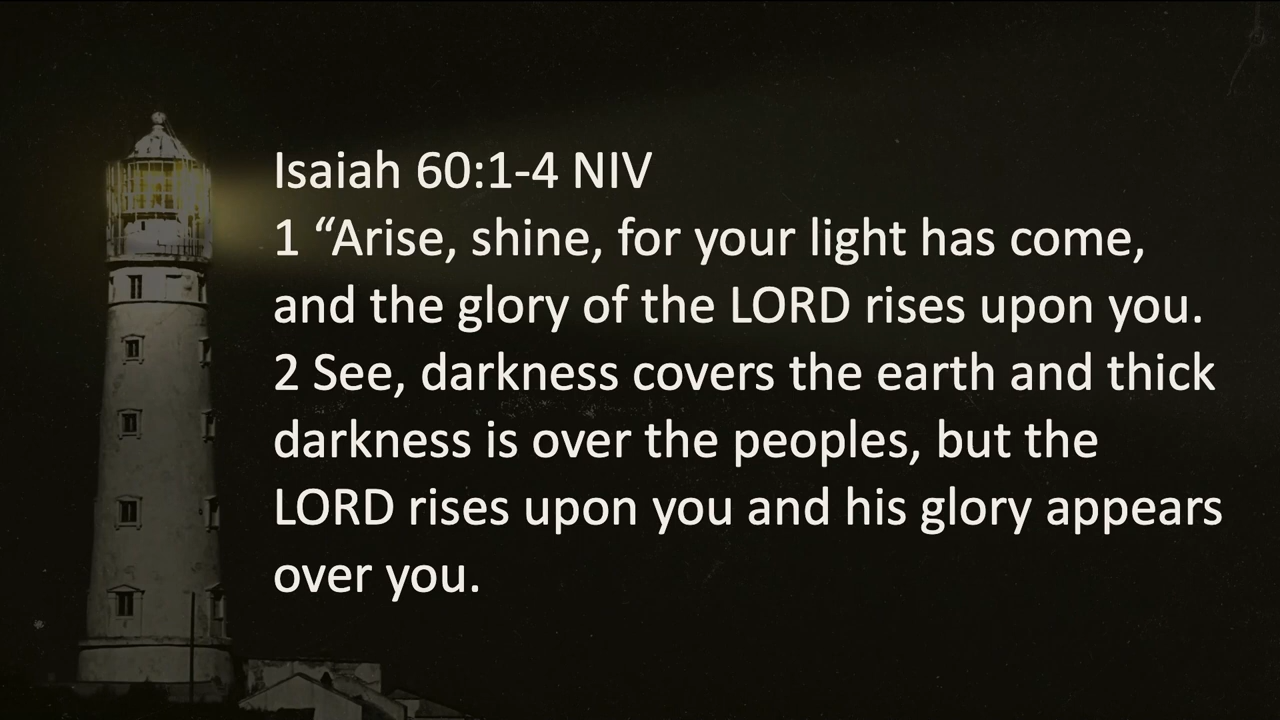 Isaiah 60:1-4 NIV
1 “Arise, shine, for your light has come,
and the glory of the LORD rises upon you.
2 See, darkness covers the earth and thick
darkness is over the peoples, but the
LORD rises upon you and his glory appears
over you.